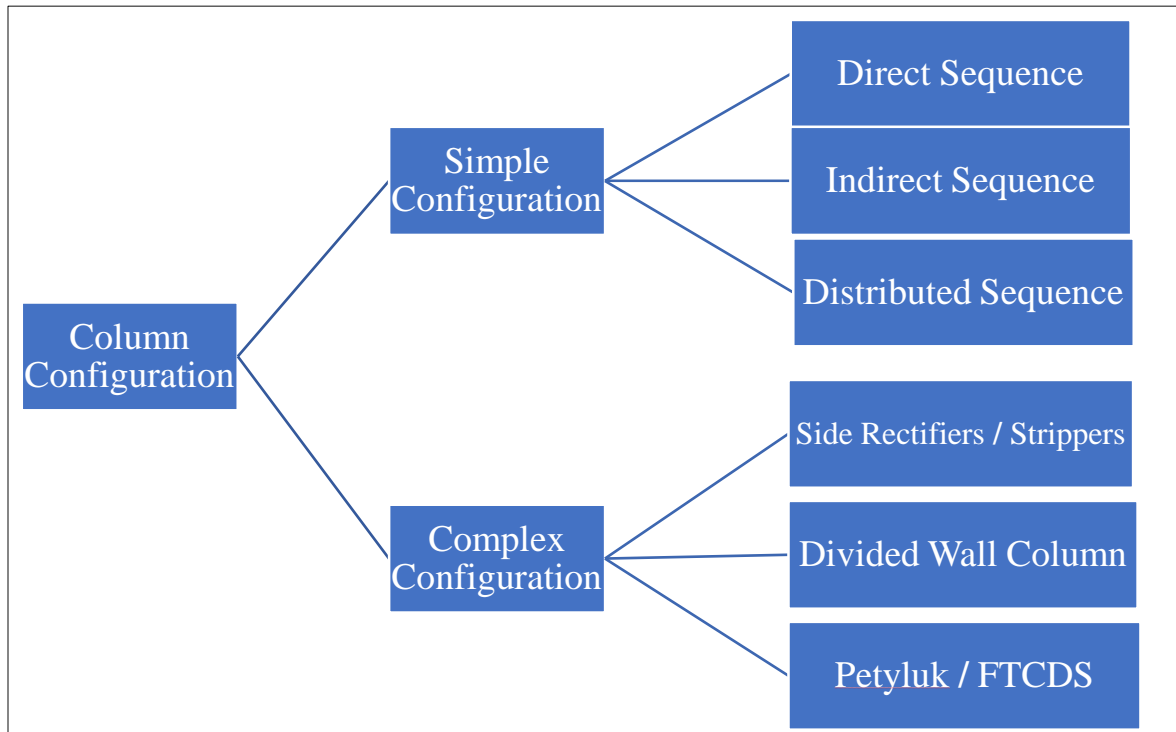 Column
Configuration
Simple
Configuration
Direct Sequence
Indirect Sequence
Distributed Sequence
Complex
Configuration
Side Rectifiers / Strippers
Divided Wall Column
Petyluk / FTCDS